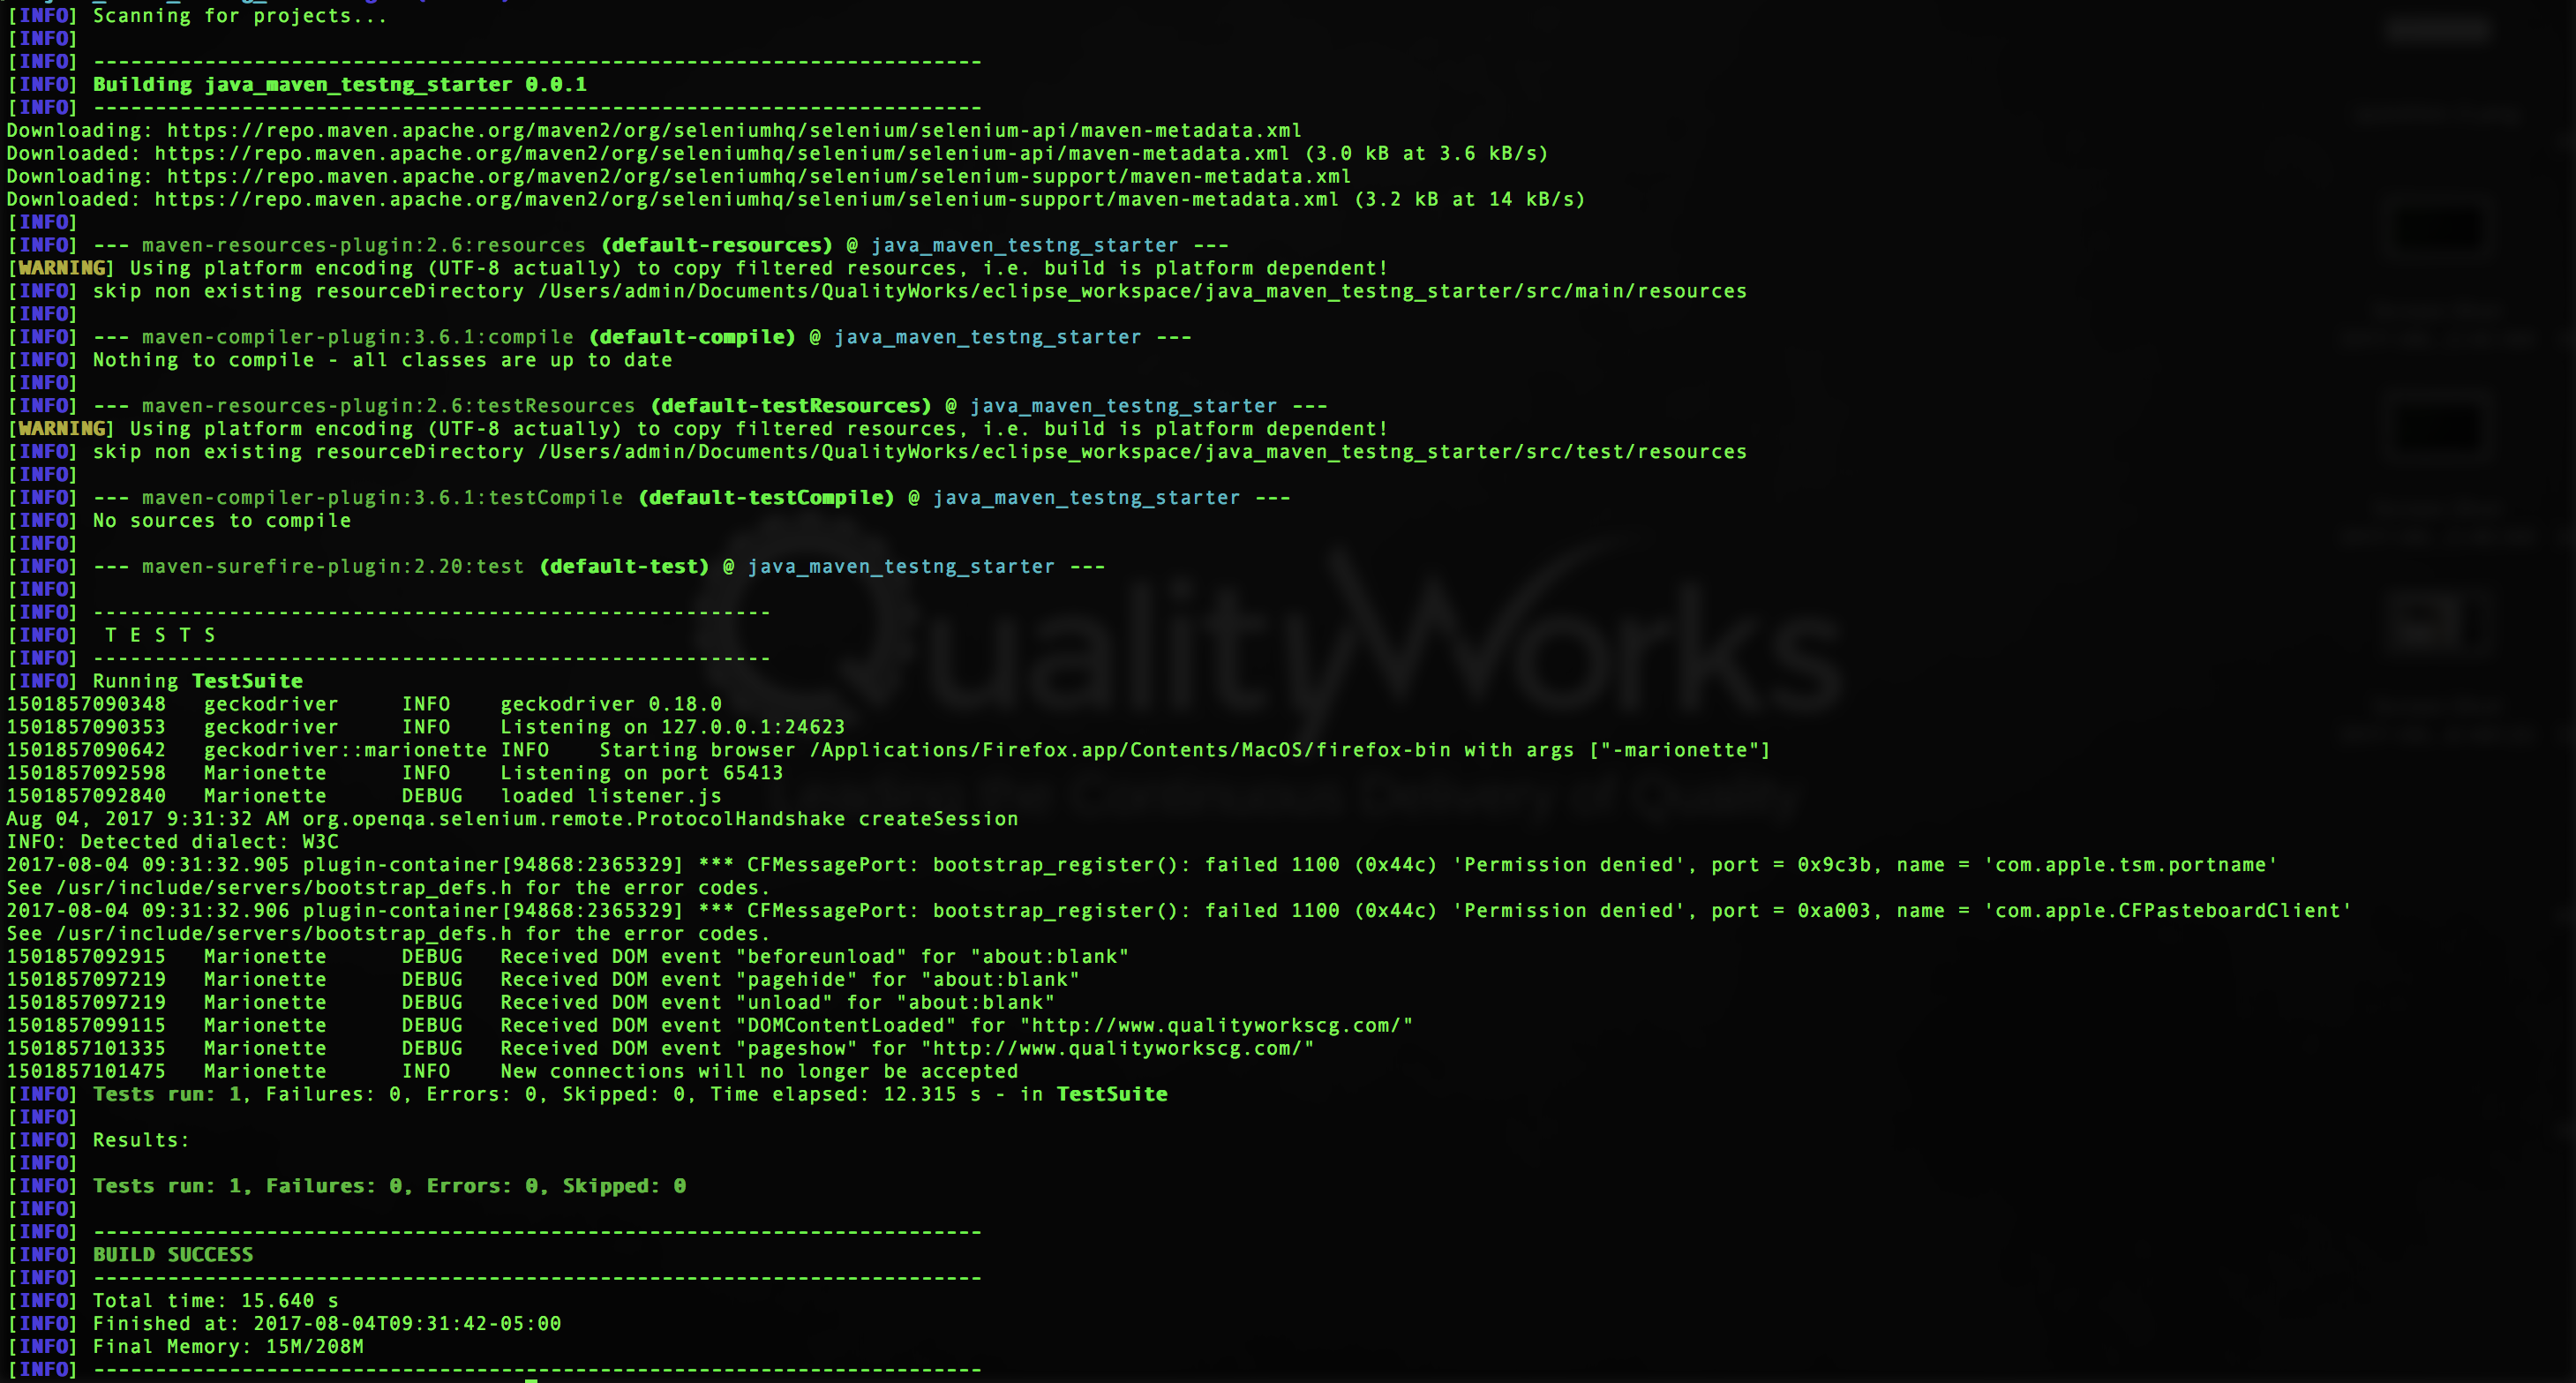 [INFO] Scanning for projects...
[INFO]
[INFO] ------------------------------------------------------------------------
[INFO] Building java_maven_testng_starter 0.0.1
[INFO] ------------------------------------------------------------------------
Downloading: https://repo.maven.apache.org/maven2/org/seleniumhq/selenium/selenium-api/maven-metadata.xml
Downloaded: https://repo.maven.apache.org/maven2/org/seleniumhq/selenium/selenium-api/maven-metadata.xml (3.0 kB at 3.6 kB/s)
Downloading: https://repo.maven.apache.org/maven2/org/seleniumhq/selenium/selenium-support/maven-metadata.xml
Downloaded: https://repo.maven.apache.org/maven2/org/seleniumhq/selenium/selenium-support/maven-metadata.xml (3.2 kB at 14 kB/s)
[INFO]
[INFO] --- maven-resources-plugin:2.6:resources (default-resources) @ java_maven_testng_starter ---
[WARNING] Using platform encoding (UTF-8 actually) to copy filtered resources, i.e. build is platform dependent!
[INFO] skip non existing resourceDirectory /Users/admin/Documents/QualityWorks/eclipse_workspace/java_maven_testng_starter/src/main/resources
[INFO]
[INFO] --- maven-compiler-plugin:3.6.1:compile (default-compile) @ java_maven_testng_starter ---
[INFO] Nothing to compile - all classes are up to date
[INFO]
[INFO] --- maven-resources-plugin:2.6:testResources (default-testResources) @ java_maven_testng_starter ---
[WARNING] Using platform encoding (UTF-8 actually) to copy filtered resources, i.e. build is platform dependent!
[INFO] skip non existing resourceDirectory /Users/admin/Documents/QualityWorks/eclipse_workspace/java_maven_testng_starter/src/test/resources
[INFO]
[INFO] --- maven-compiler-plugin:3.6.1:testCompile (default-testCompile) @ java_maven_testng_starter ---
[INFO] No sources to compile
[INFO]
[INFO] --- maven-surefire-plugin:2.20:test (default-test) @ java_maven_testng_starter ---
[INFO]
[INFO] -------------------------------------------------------
[INFO]  T E S T S
[INFO] -------------------------------------------------------
[INFO] Running TestSuite
1501857090348 geckodriver INFO geckodriver 0.18.0
1501857090353 geckodriver INFO Listening on 127.0.0.1:24623
1501857090642 geckodriver::marionette INFO Starting browser /Applications/Firefox.app/Contents/MacOS/firefox-bin with args ["-marionette"]
1501857092598 Marionette INFO Listening on port 65413
1501857092840 Marionette DEBUG loaded listener.js
Aug 04, 2017 9:31:32 AM org.openqa.selenium.remote.ProtocolHandshake createSession
INFO: Detected dialect: W3C
2017-08-04 09:31:32.905 plugin-container[94868:2365329] *** CFMessagePort: bootstrap_register(): failed 1100 (0x44c) 'Permission denied', port = 0x9c3b, name = 'com.apple.tsm.portname'
See /usr/include/servers/bootstrap_defs.h for the error codes.
2017-08-04 09:31:32.906 plugin-container[94868:2365329] *** CFMessagePort: bootstrap_register(): failed 1100 (0x44c) 'Permission denied', port = 0xa003, name = 'com.apple.CFPasteboardClient'
See /usr/include/servers/bootstrap_defs.h for the error codes.
1501857092915 Marionette DEBUG Received DOM event "beforeunload" for "about:blank"
1501857097219 Marionette DEBUG Received DOM event "pagehide" for "about:blank"
1501857097219 Marionette DEBUG Received DOM event "unload" for "about:blank"
1501857099115 Marionette DEBUG Received DOM event "DOMContentLoaded" for "http://www.qualityworkscg.com/"
1501857101335 Marionette DEBUG Received DOM event "pageshow" for "http://www.qualityworkscg.com/"
1501857101475 Marionette INFO New connections will no longer be accepted
[INFO] Tests run: 1, Failures: 0, Errors: 0, Skipped: 0, Time elapsed: 12.315 s - in TestSuite
[INFO]
[INFO] Results:
[INFO]
[INFO] Tests run: 1, Failures: 0, Errors: 0, Skipped: 0
[INFO]
[INFO] ------------------------------------------------------------------------
[INFO] BUILD SUCCESS
[INFO] ------------------------------------------------------------------------
[INFO] Total time: 15.640 s
[INFO] Finished at: 2017-08-04T09:31:42-05:00
[INFO] Final Memory: 15M/208M
[INFO] ------------------------------------------------------------------------
QualityWorks
Delivery of Quality